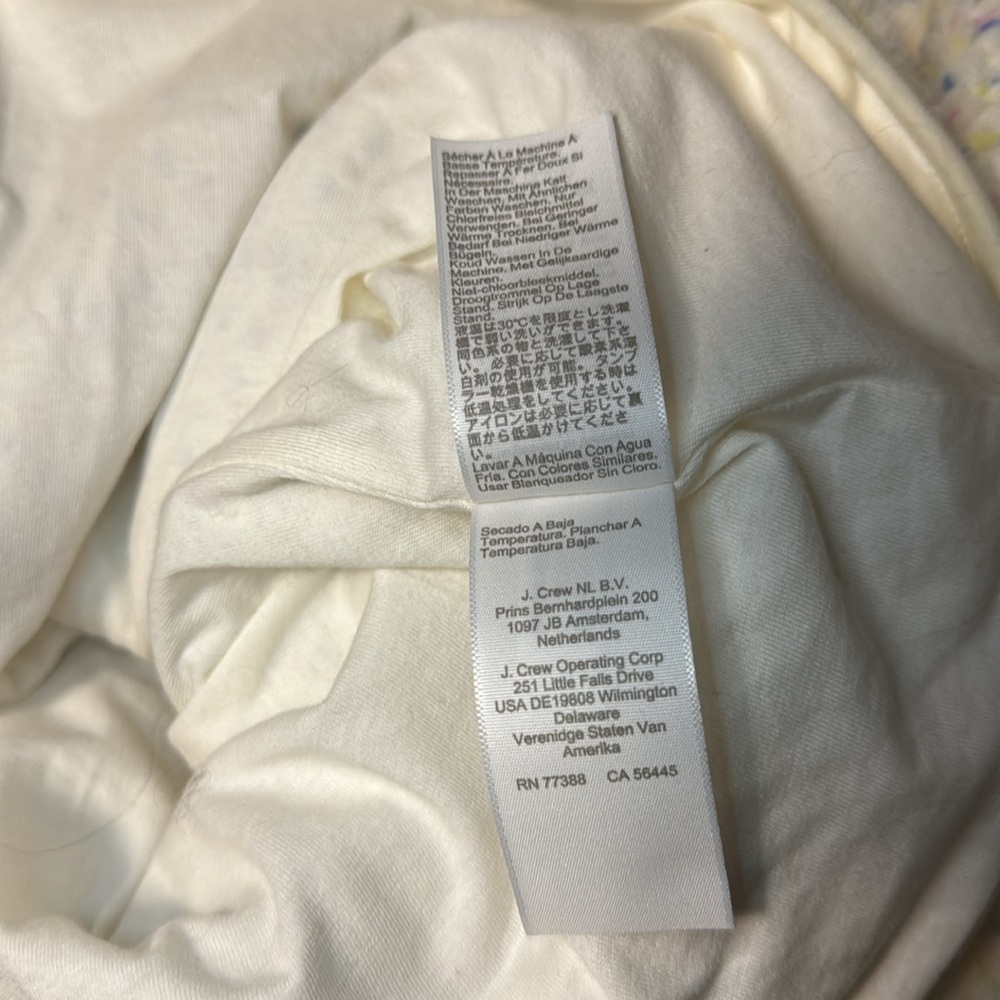 Sécher À La Machine À
Basse Température.
Repasser À Fer Doux Si
Nécessaire.
In Der Maschine Kalt
Waschen, Mit Ähnlichen
Farben Waschen. Nur
Chlorfreies Bleichmittel
Verwenden. Bei Geringer
Wärme Trocknen. Bei
Bedarf Bei Niedriger Wärme
Bügeln.
Koud Wassen In De
Machine, Met Gelijkaardige
Kleuren.
Niet-chloorbleekmiddel.
Droogtrommel Op Lage
Stand. Strijk Op De Laagste
Stand.
液温は30℃を限度とし洗濯
機で弱い洗いができます。
同色系の物と洗濯して下さ
い。必要に応じて酸素系漂
白剤の使用が可能。タンブ
ラー乾燥機を使用する時は
低温処理をしてください。
アイロンは必要に応じて裏
面から低温かけてくださ
い。
Lavar A Máquina Con Agua
Fría. Con Colores Similares.
Usar Blanqueador Sin Cloro.
Secado A Baja
Temperatura. Planchar A
Temperatura Baja.
J. Crew NL B.V.
Prins Bernhardplein 200
1097 JB Amsterdam,
Netherlands
J. Crew Operating Corp
251 Little Falls Drive
USA DE19808 Wilmington
Delaware
Verenidge Staten Van
Amerika
RN 77388 CA 56445